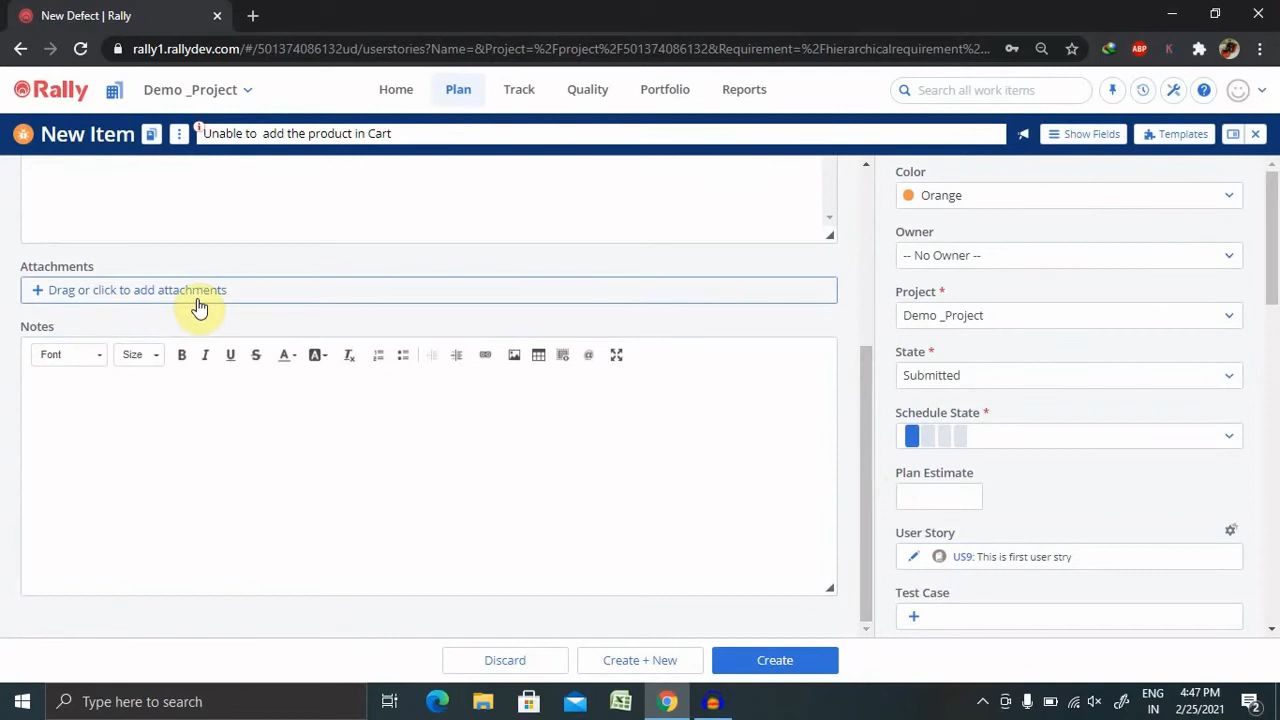 New Defect | Rally
rally1.rallydev.com/#/501374086132ud/userstories?Name=&Project=%2Fproject%2F501374086132&Requirement=%2Fhierarchicalrequirement%2...
ABP
K
Rally
Demo _Project
Home
Plan
Track
Quality
Portfolio
Reports
Search all work items
New Item
Unable to  add the product in Cart
Show Fields
Templates
Attachments
+ Drag or click to add attachments
Notes
Font
Size
B
I
U
S
A
A
@
Color
Orange
Owner
-- No Owner --
Project *
Demo _Project
State *
Submitted
Schedule State *
Plan Estimate
User Story
US9: This is first user stry
Test Case
+
Discard
Create + New
Create
Type here to search
ENG
IN
4:47 PM
2/25/2021
2